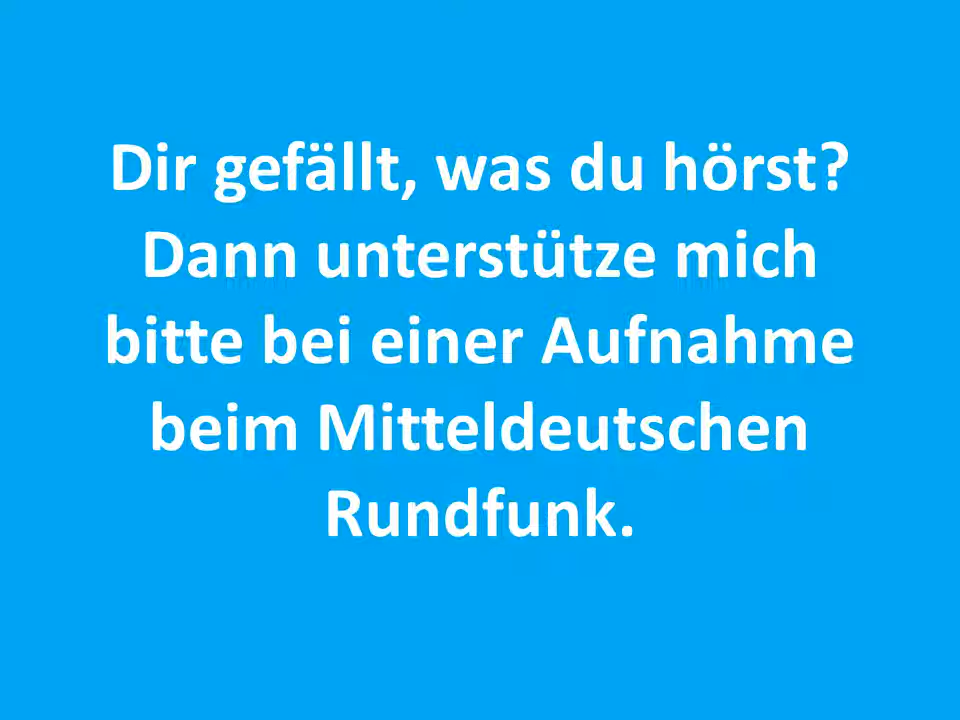 Dir gefällt, was du hörst?
Dann unterstütze mich
bitte bei einer Aufnahme
beim Mitteldeutschen
Rundfunk.